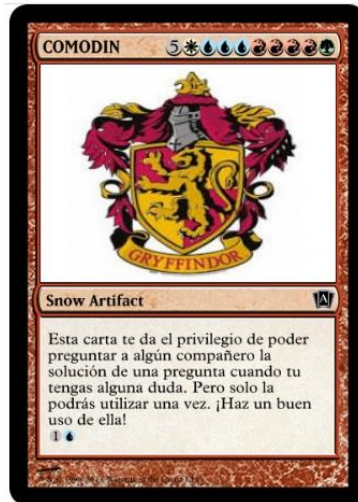 COMODIN 5
GRYFFINDOR
Snow Artifact
Esta carta te da el privilegio de poder
preguntar a algún compañero la
solución de una pregunta cuando tu
tengas alguna duda. Pero solo la
podrás utilizar una vez. ¡Haz un buen
uso de ella!
1